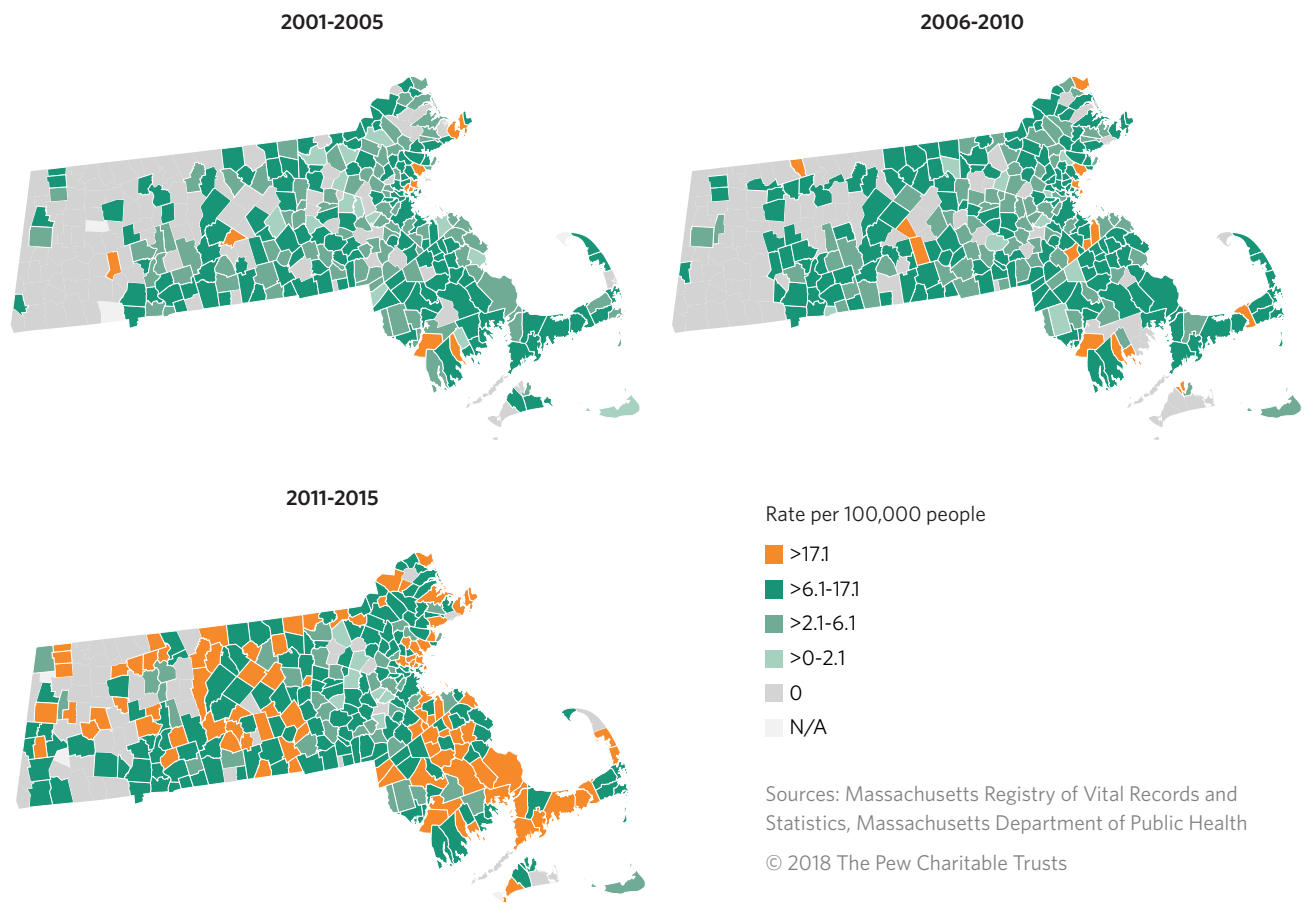 2001-2005
2006-2010
2011-2015
Rate per 100,000 people
>17.1
>6.1-17.1
>2.1-6.1
>0-2.1
0
N/A
Sources: Massachusetts Registry of Vital Records and
Statistics, Massachusetts Department of Public Health
© 2018 The Pew Charitable Trusts